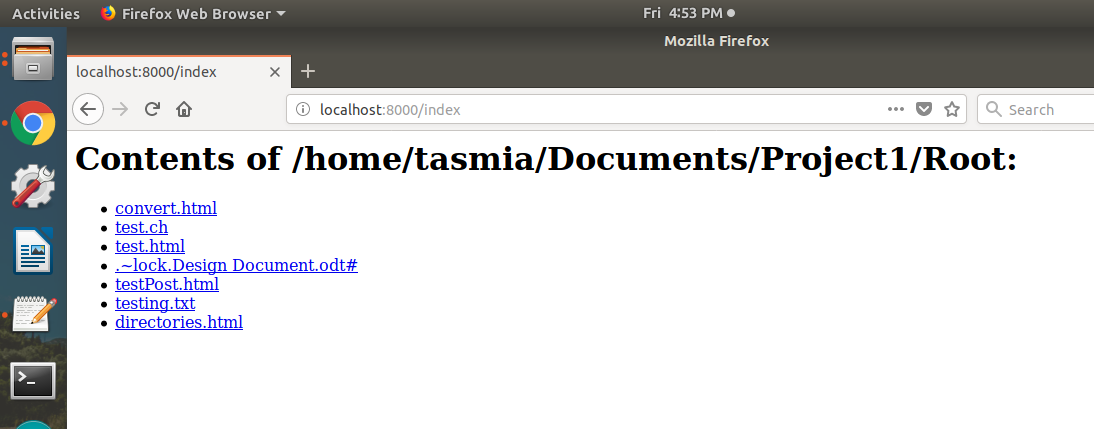 Activities Firefox Web Browser Fri 4:53 PM
Mozilla Firefox
localhost:8000/index
localhost:8000/index Search
Contents of /home/tasmia/Documents/Project1/Root:
convert.html
test.ch
test.html
.~lock.Design Document.odt#
testPost.html
testing.txt
directories.html